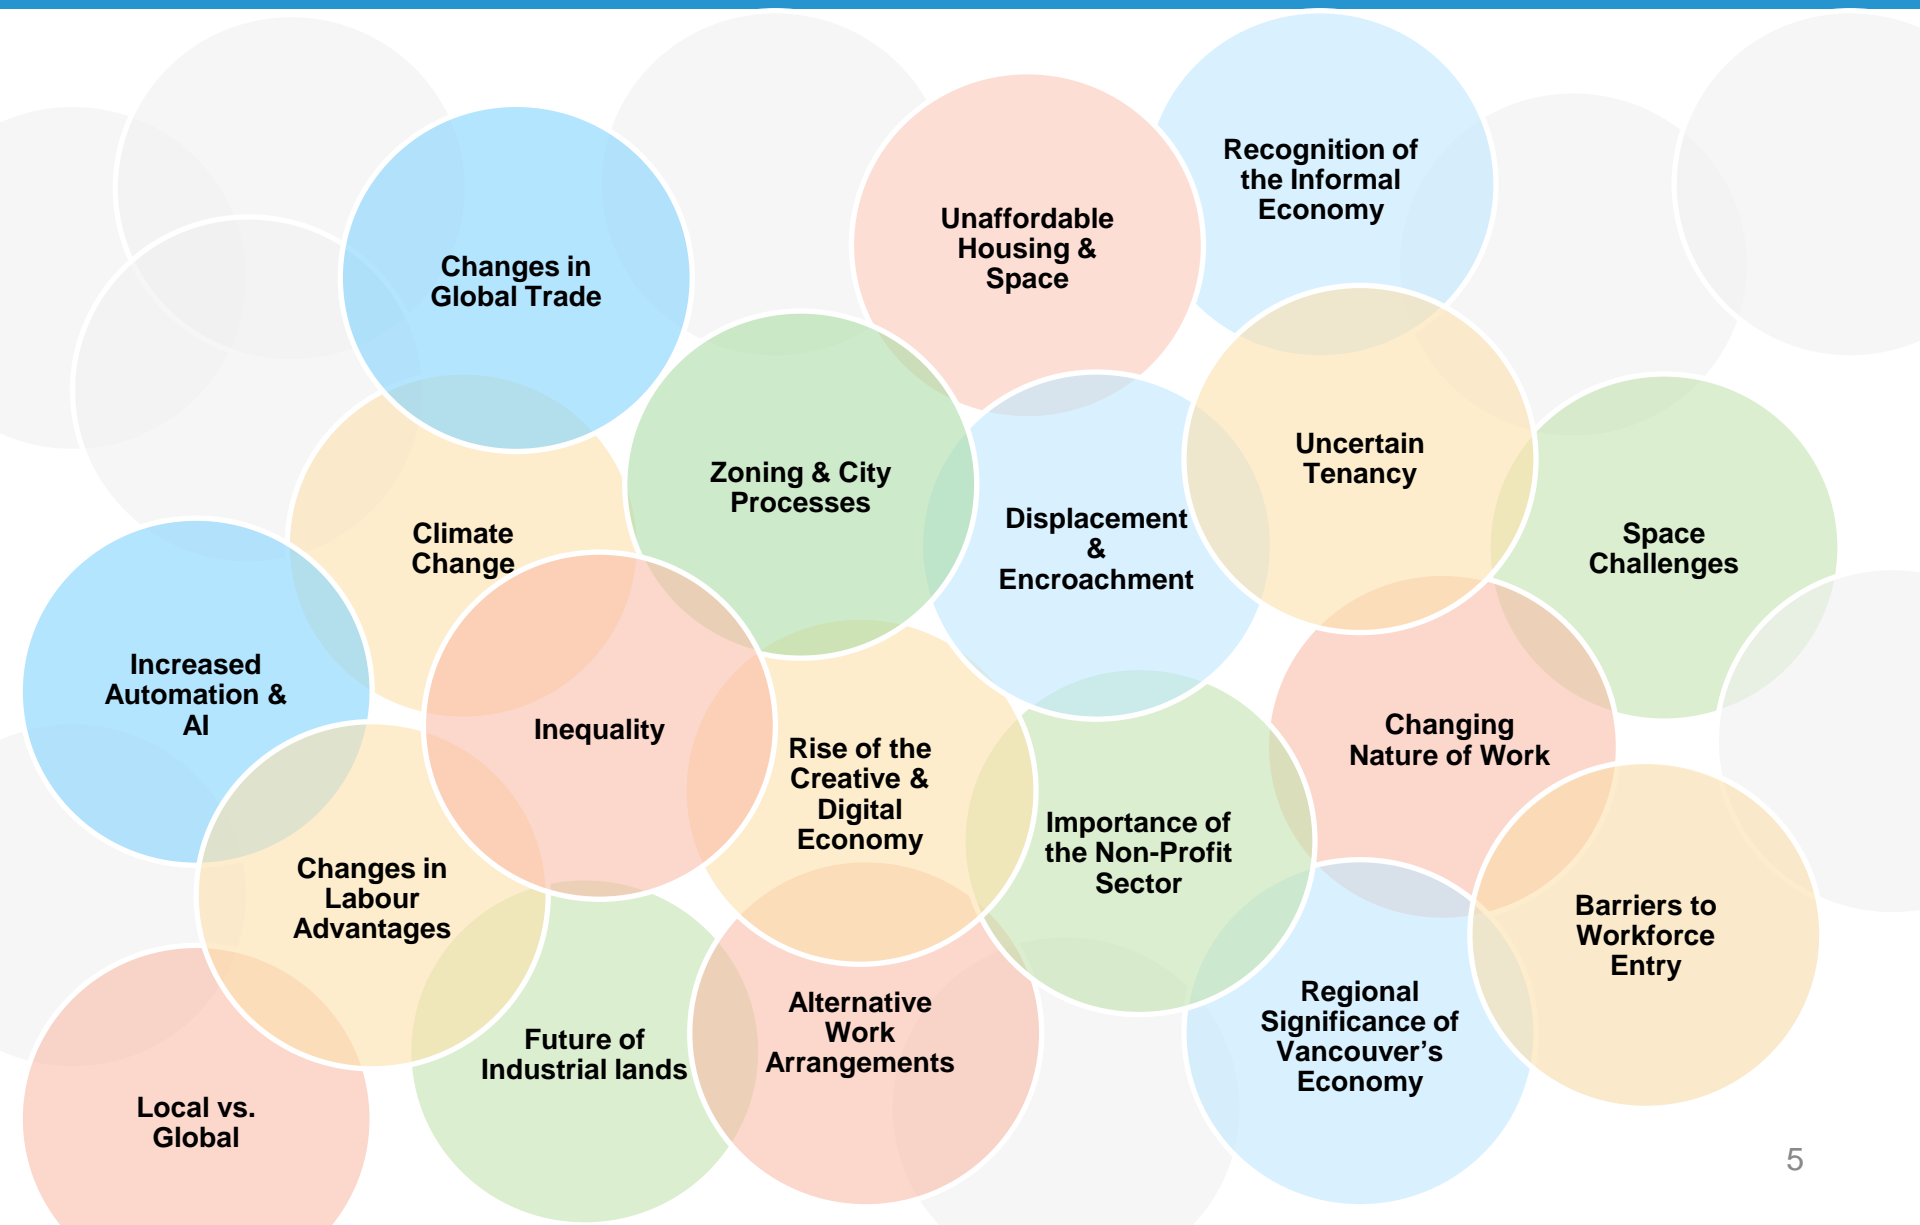 Recognition of
the Informal
Economy
Unaffordable
Housing &
Space
Changes in
Global Trade
Uncertain
Tenancy
Zoning & City
Processes
Displacement
&
Encroachment
Climate
Change
Space
Challenges
Increased
Automation &
AI
Inequality
Changing
Nature of Work
Rise of the
Creative &
Digital
Economy
Importance of
the Non-Profit
Sector
Changes in
Labour
Advantages
Barriers to
Workforce
Entry
Regional
Significance of
Vancouver’s
Economy
Alternative
Work
Arrangements
Future of
Industrial lands
Local vs.
Global
5